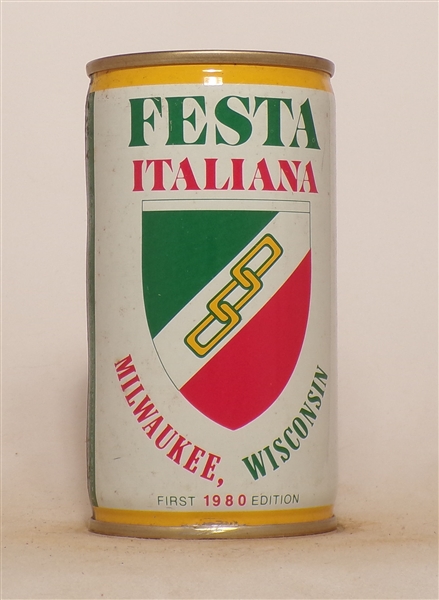 FESTA
ITALIANA
MILWAUKEE, WISCONSIN
FIRST 1980 EDITION